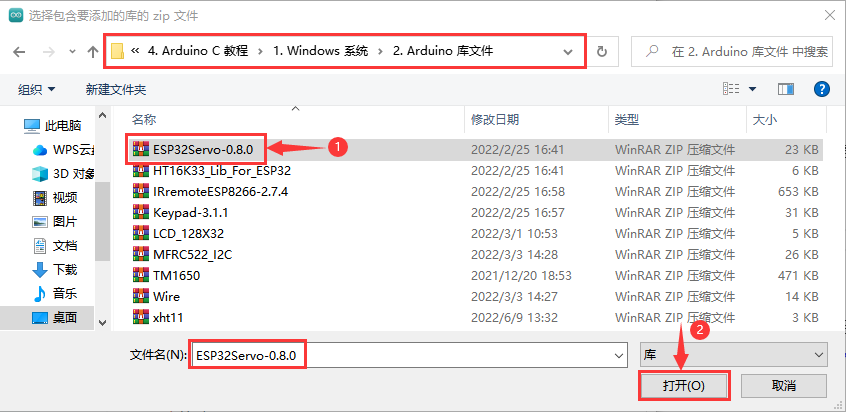 选择包含要添加的库的 zip 文件
« 4. Arduino C 教程 › 1. Windows 系统 › 2. Arduino 库文件
在 2. Arduino 库文件 中搜索
组织 新建文件夹
名称 修改日期 类型 大小
此电脑
WPS云盘
3D 对象
视频
图片
文档
下载
音乐
桌面
ESP32Servo-0.8.0 2022/2/25 16:41 WinRAR ZIP 压缩文件 23 KB
1
HT16K33_Lib_For_ESP32 2022/2/25 16:41 WinRAR ZIP 压缩文件 6 KB
IRremoteESP8266-2.7.4 2022/2/25 16:58 WinRAR ZIP 压缩文件 653 KB
Keypad-3.1.1 2022/2/25 16:57 WinRAR ZIP 压缩文件 31 KB
LCD_128X32 2022/3/1 10:53 WinRAR ZIP 压缩文件 5 KB
MFRC522_I2C 2022/3/3 14:28 WinRAR ZIP 压缩文件 26 KB
TM1650 2021/12/20 18:53 WinRAR ZIP 压缩文件 471 KB
Wire 2022/3/3 14:27 WinRAR ZIP 压缩文件 14 KB
xht11 2022/6/9 13:32 WinRAR ZIP 压缩文件 3 KB
2
文件名(N): ESP32Servo-0.8.0 库
打开(O) 取消